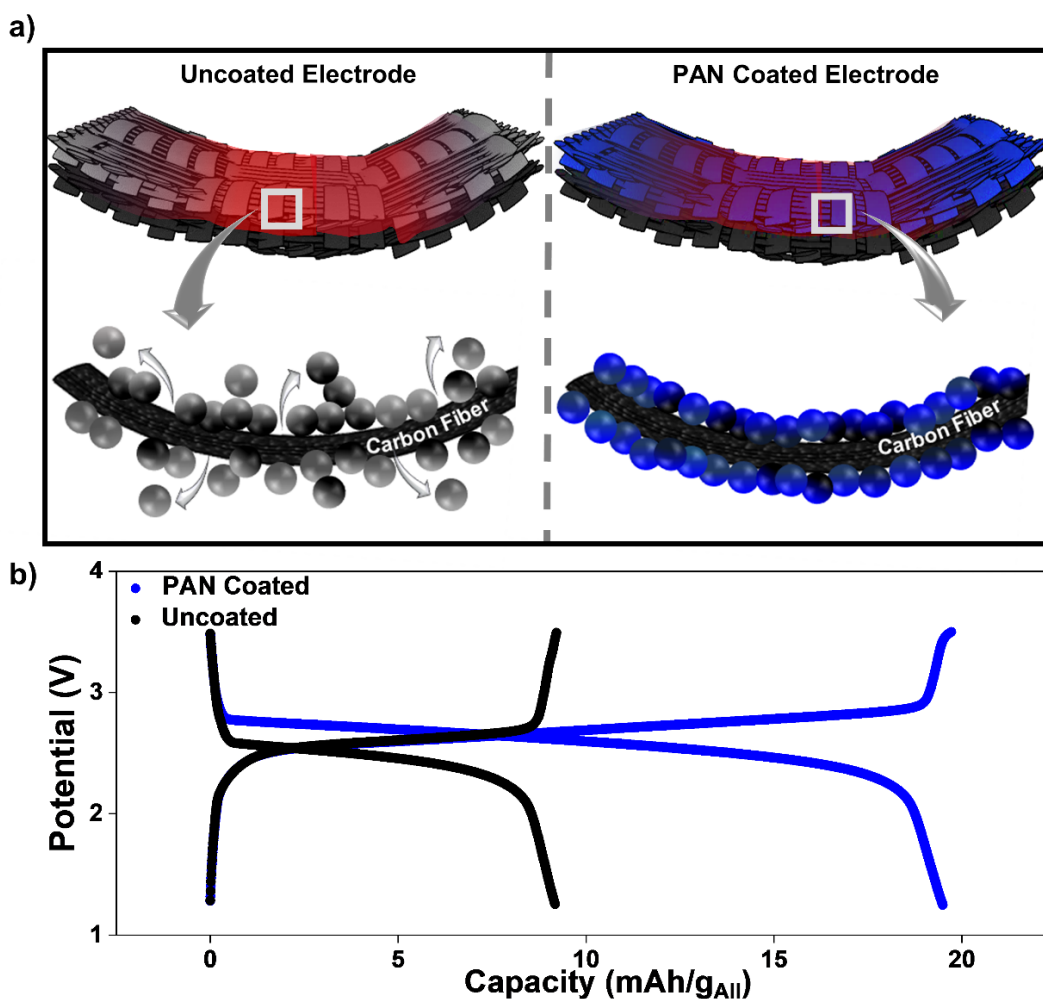 a)
Uncoated Electrode
PAN Coated Electrode
Carbon Fiber
Carbon Fiber
b)
4
PAN Coated
Uncoated
3
Potential (V)
2
1
0
5
10
15
20
Capacity (mAh/gAll)